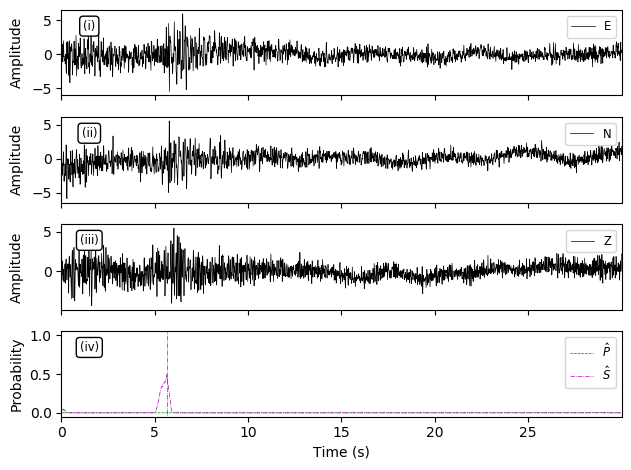 5
0
−5
Amplitude
(i)
E
5
0
−5
Amplitude
(ii)
N
5
0
Amplitude
(iii)
Z
1.0
0.5
0.0
Probability
(iv)
P̂
Ŝ
0
5
10
15
20
25
Time (s)